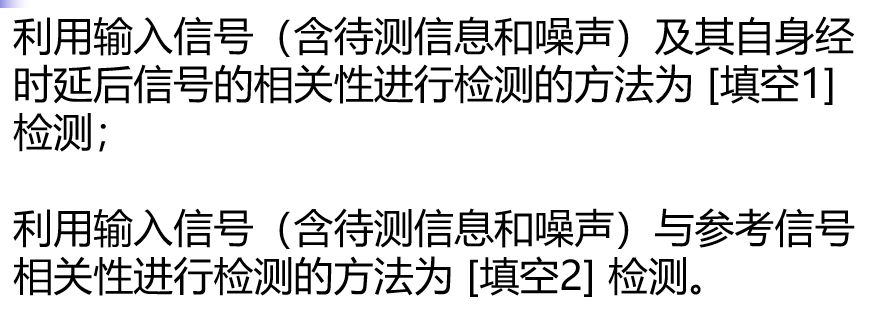 利用输入信号（含待测信息和噪声）及其自身经
时延后信号的相关性进行检测的方法为 [填空1]
检测；
利用输入信号（含待测信息和噪声）与参考信号
相关性进行检测的方法为 [填空2] 检测。